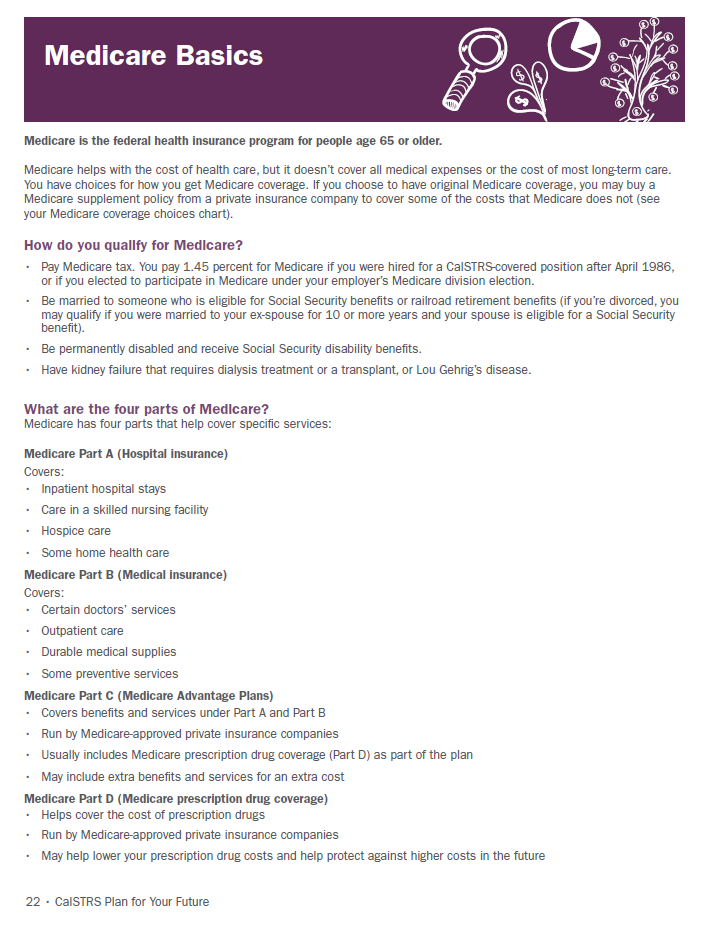 Medicare Basics
Medicare is the federal health insurance program for people age 65 or older.
Medicare helps with the cost of health care, but it doesn't cover all medical expenses or the cost of most long-term care.
You have choices for how you get Medicare coverage. If you choose to have original Medicare coverage, you may buy a
Medicare supplement policy from a private insurance company to cover some of the costs that Medicare does not (see
your Medicare coverage choices chart).
How do you qualify for Medicare?
· Pay Medicare tax. You pay 1.45 percent for Medicare if you were hired for a CalSTRS-covered position after April 1986,
or if you elected to participate in Medicare under your employer's Medicare division election.
· Be married to someone who is eligible for Social Security benefits or railroad retirement benefits (if you're divorced, you
may qualify if you were married to your ex-spouse for 10 or more years and your spouse is eligible for a Social Security
benefit).
· Be permanently disabled and receive Social Security disability benefits.
· Have kidney failure that requires dialysis treatment or a transplant, or Lou Gehrig's disease.
What are the four parts of Medicare?
Medicare has four parts that help cover specific services:
Medicare Part A (Hospital insurance)
Covers:
· Inpatient hospital stays
· Care in a skilled nursing facility
· Hospice care
· Some home health care
Medicare Part B (Medical insurance)
Covers:
· Certain doctors' services
· Outpatient care
· Durable medical supplies
· Some preventive services
Medicare Part C (Medicare Advantage Plans)
· Covers benefits and services under Part A and Part B
· Run by Medicare-approved private insurance companies
· Usually includes Medicare prescription drug coverage (Part D) as part of the plan
· May include extra benefits and services for an extra cost
Medicare Part D (Medicare prescription drug coverage)
· Helps cover the cost of prescription drugs
· Run by Medicare-approved private insurance companies
· May help lower your prescription drug costs and help protect against higher costs in the future
22 · CalSTRS Plan for Your Future